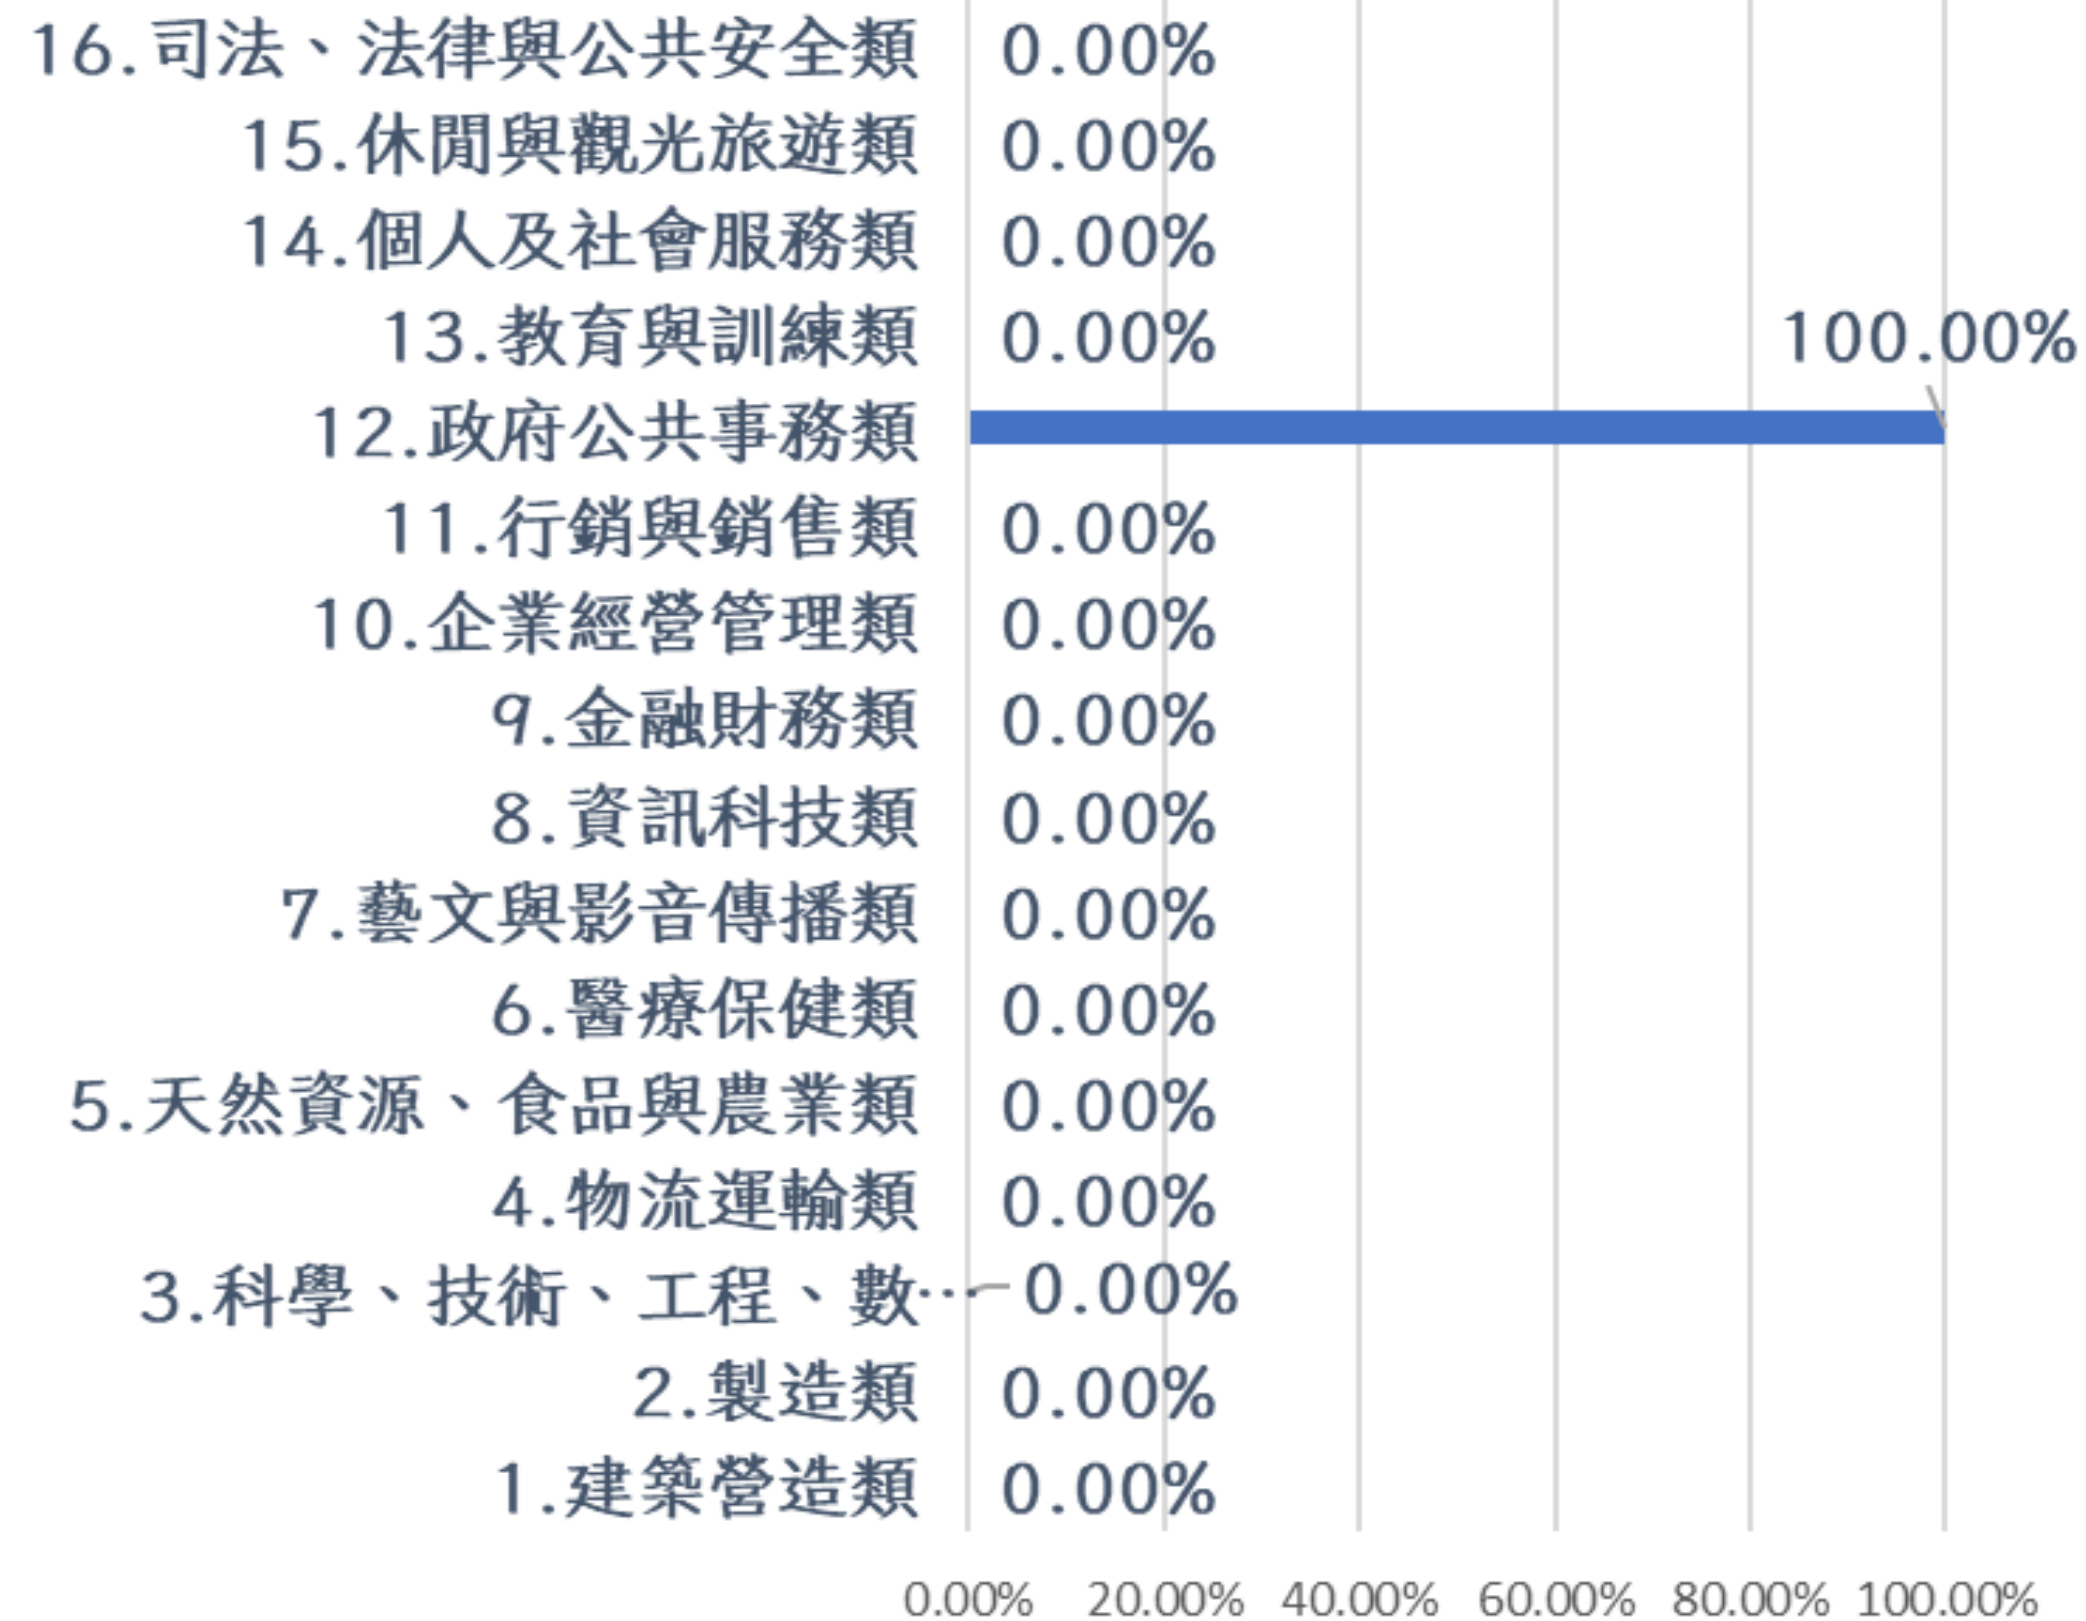 16.司法、法律與公共安全類 0.00%
15.休閒與觀光旅遊類 0.00%
14.個人及社會服務類 0.00%
13.教育與訓練類 0.00% 100.00%
12.政府公共事務類
11.行銷與銷售類 0.00%
10.企業經營管理類 0.00%
9.金融財務類 0.00%
8.資訊科技類 0.00%
7.藝文與影音傳播類 0.00%
6.醫療保健類 0.00%
5.天然資源、食品與農業類 0.00%
4.物流運輸類 0.00%
3.科學、技術、工程、數… 0.00%
2.製造類 0.00%
1.建築營造類 0.00%
0.00% 20.00% 40.00% 60.00% 80.00% 100.00%